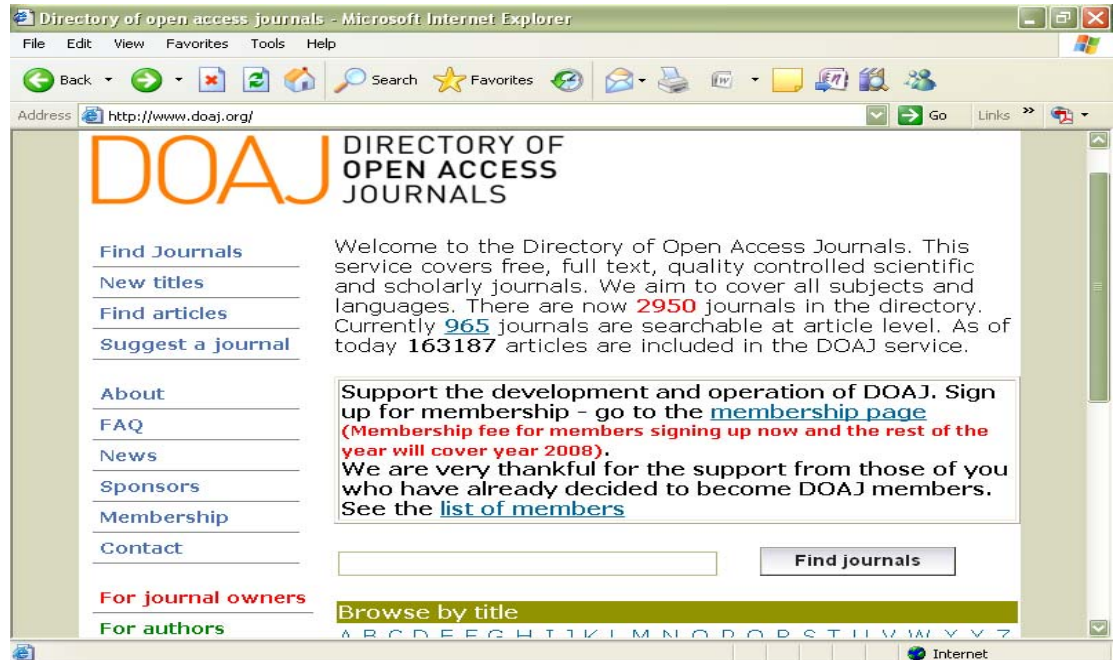 Directory of open access journals - Microsoft Internet Explorer
File Edit View Favorites Tools Help
Back Search Favorites
Address http://www.doaj.org/ Go Links »
DOAJ DIRECTORY OF
OPEN ACCESS
JOURNALS
Find Journals
New titles
Find articles
Suggest a journal
About
FAQ
News
Sponsors
Membership
Contact
For journal owners
For authors
Welcome to the Directory of Open Access Journals. This
service covers free, full text, quality controlled scientific
and scholarly journals. We aim to cover all subjects and
languages. There are now 2950 journals in the directory.
Currently 965 journals are searchable at article level. As of
today 163187 articles are included in the DOAJ service.
Support the development and operation of DOAJ. Sign
up for membership - go to the membership page
(Membership fee for members signing up now and the rest of the
year will cover year 2008).
We are very thankful for the support from those of you
who have already decided to become DOAJ members.
See the list of members
Find journals
Browse by title
A B C D E F G H I J K L M N O P Q R S T U V W X Y Z
Internet